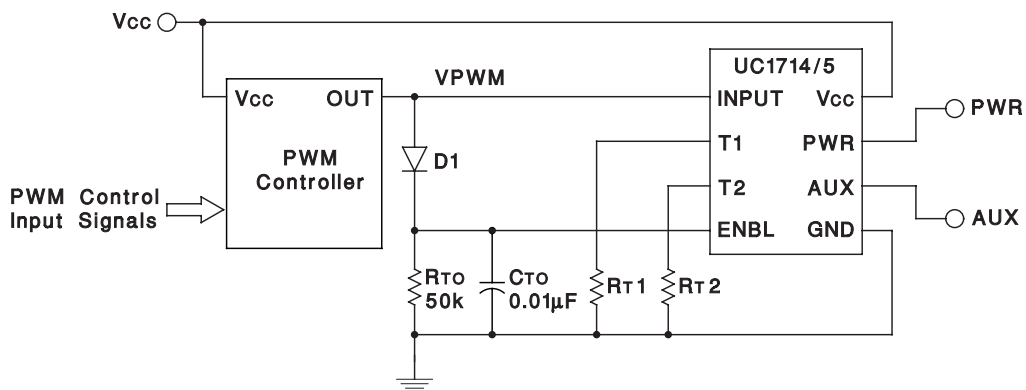 VCC
UC1714/5
VPWM
VCC OUT
INPUT VCC
PWR
D1
T1 PWR
PWM
Controller
T2 AUX
PWM Control
Input Signals
AUX
ENBL GND
RTO
50k
CTO
0.01µF
RT1
RT2